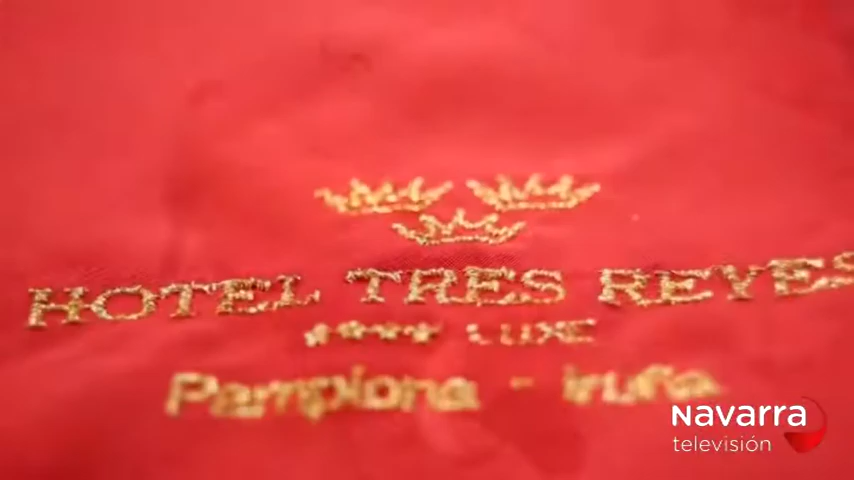 HOTEL TRES REYES
**** LUXE
Pamplona - iruña
Navarra
televisión